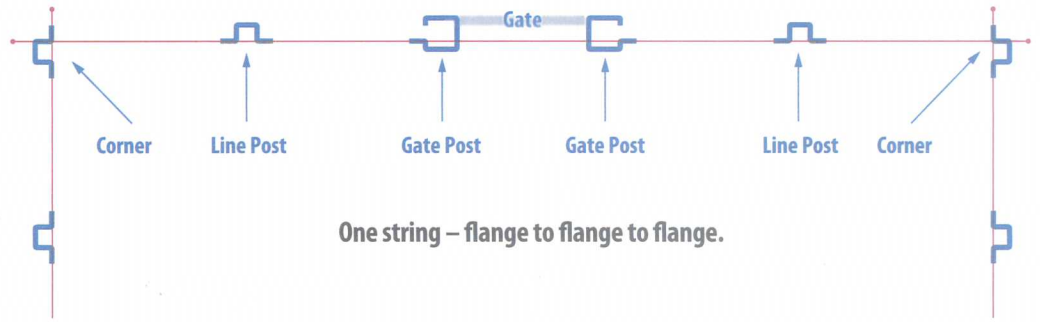 Gate
Corner
Line Post
Gate Post
Gate Post
Line Post
Corner
One string – flange to flange to flange.